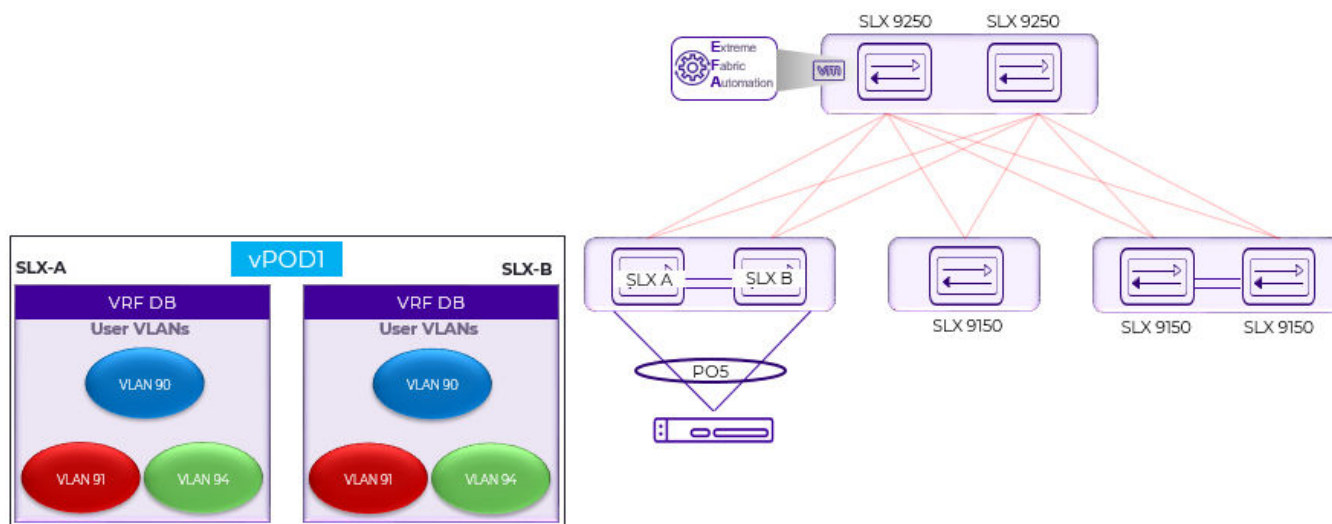 SLX 9250
SLX 9250
Extreme
Fabric
Automation
vm
vPOD1
SLX-A
SLX-B
VRF DB
VRF DB
User VLANs
User VLANs
VLAN 90
VLAN 90
VLAN 91
VLAN 94
VLAN 91
VLAN 94
SLX A
SLX B
SLX 9150
SLX 9150
SLX 9150
PO5